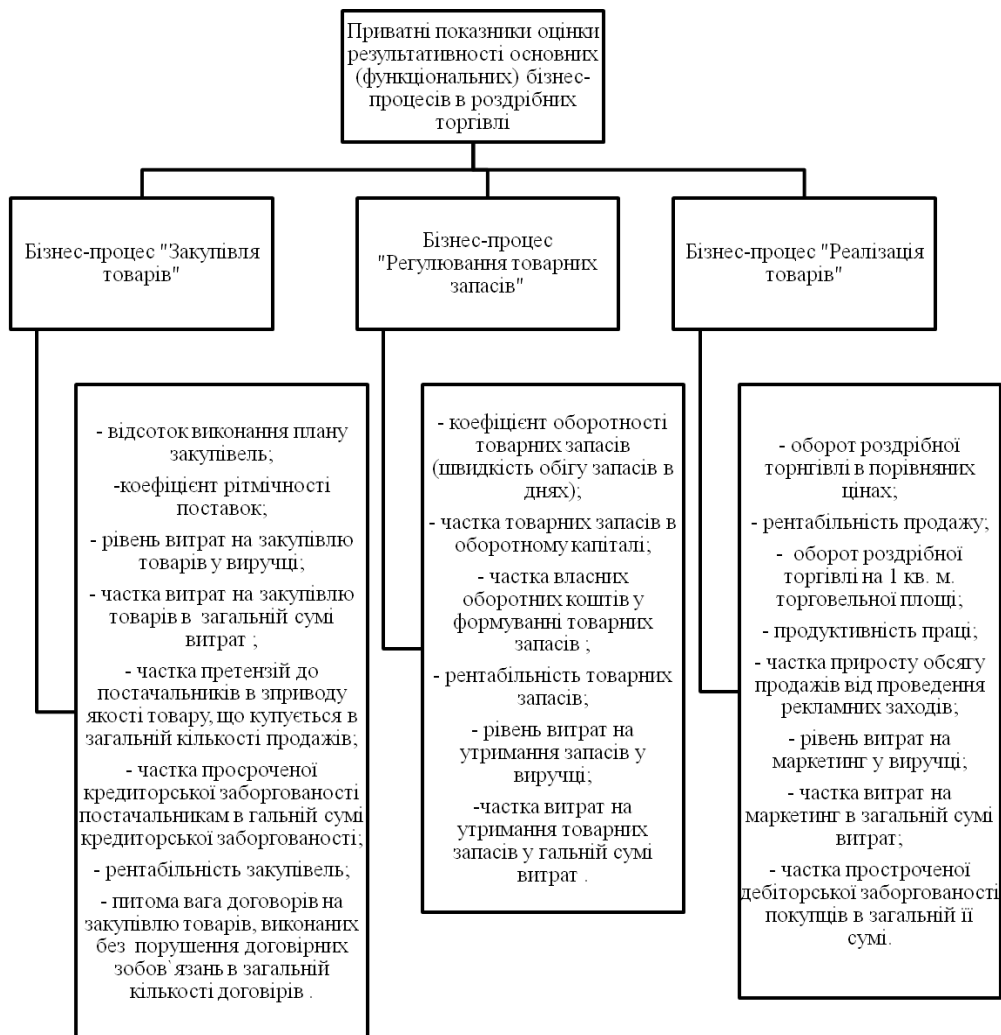 Приватні показники оцінки
результативності основних
(функціональних) бізнес-
процесів в роздрібних
торгівлі
Бізнес-процес "Закупівля
товарів"
Бізнес-процес
"Регулювання товарних
запасів"
Бізнес-процес "Реалізація
товарів"
- відсоток виконання плану
закупівель;
-коефіцієнт рітмічності
поставок;
- рівень витрат на закупівлю
товарів у виручці;
- частка витрат на закупівлю
товарів в загальній сумі
витрат ;
- частка претензій до
постачальників в зприводу
якості товару, що купується в
загальній кількості продажів;
- частка просроченої
кредиторської заборгованості
постачальникам в гальній сумі
кредиторської заборгованості;
- рентабільність закупівель;
- питома вага договорів на
закупівлю товарів, виконаних
без порушення договірних
зобов`язань в загальній
кількості договірів .
- коефіцієнт оборотності
товарних запасів
(швидкість обігу запасів в
днях);
- частка товарних запасів в
оборотному капіталі;
- частка власних
оборотних коштів у
формуванні товарних
запасів ;
- рентабільність товарних
запасів;
- рівень витрат на
утримання запасів у
виручці;
-частка витрат на
утримання товарних
запасів у гальній сумі
витрат .
- оборот роздрібної
торнгівлі в порівняних
цінах;
- рентабільність продажу;
- оборот роздрібної
торгівлі на 1 кв. м.
торговельної площі;
- продуктивність праці;
- частка приросту обсягу
продажів від проведення
рекламних заходів;
- рівень витрат на
маркетинг у виручці;
- частка витрат на
маркетинг в загальній сумі
витрат;
- частка простроченої
дебіторської заборгованості
покупців в загальній її
сумі.